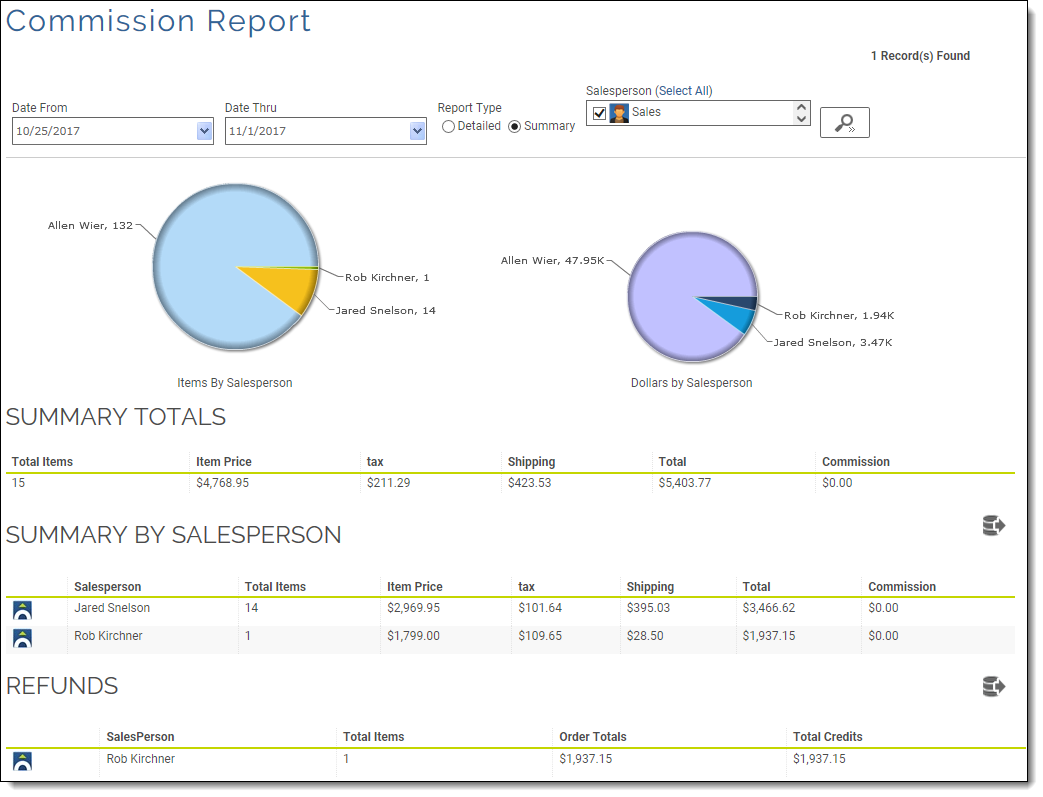 Commission Report
1 Record(s) Found
Salesperson (Select All)
Date From Date Thru Report Type
Sales
10/25/2017 11/1/2017 Detailed Summary
Allen Wier, 132
Rob Kirchner, 1
Jared Snelson, 14
Items By Salesperson
Allen Wier, 47.95K
Rob Kirchner, 1.94K
Jared Snelson, 3.47K
Dollars by Salesperson
SUMMARY TOTALS
Total Items Item Price tax Shipping Total Commission
15 $4,768.95 $211.29 $423.53 $5,403.77 $0.00
SUMMARY BY SALESPERSON
Salesperson Total Items Item Price tax Shipping Total Commission
Jared Snelson 14 $2,969.95 $101.64 $395.03 $3,466.62 $0.00
Rob Kirchner 1 $1,799.00 $109.65 $28.50 $1,937.15 $0.00
REFUNDS
SalesPerson Total Items Order Totals Total Credits
Rob Kirchner 1 $1,937.15 $1,937.15